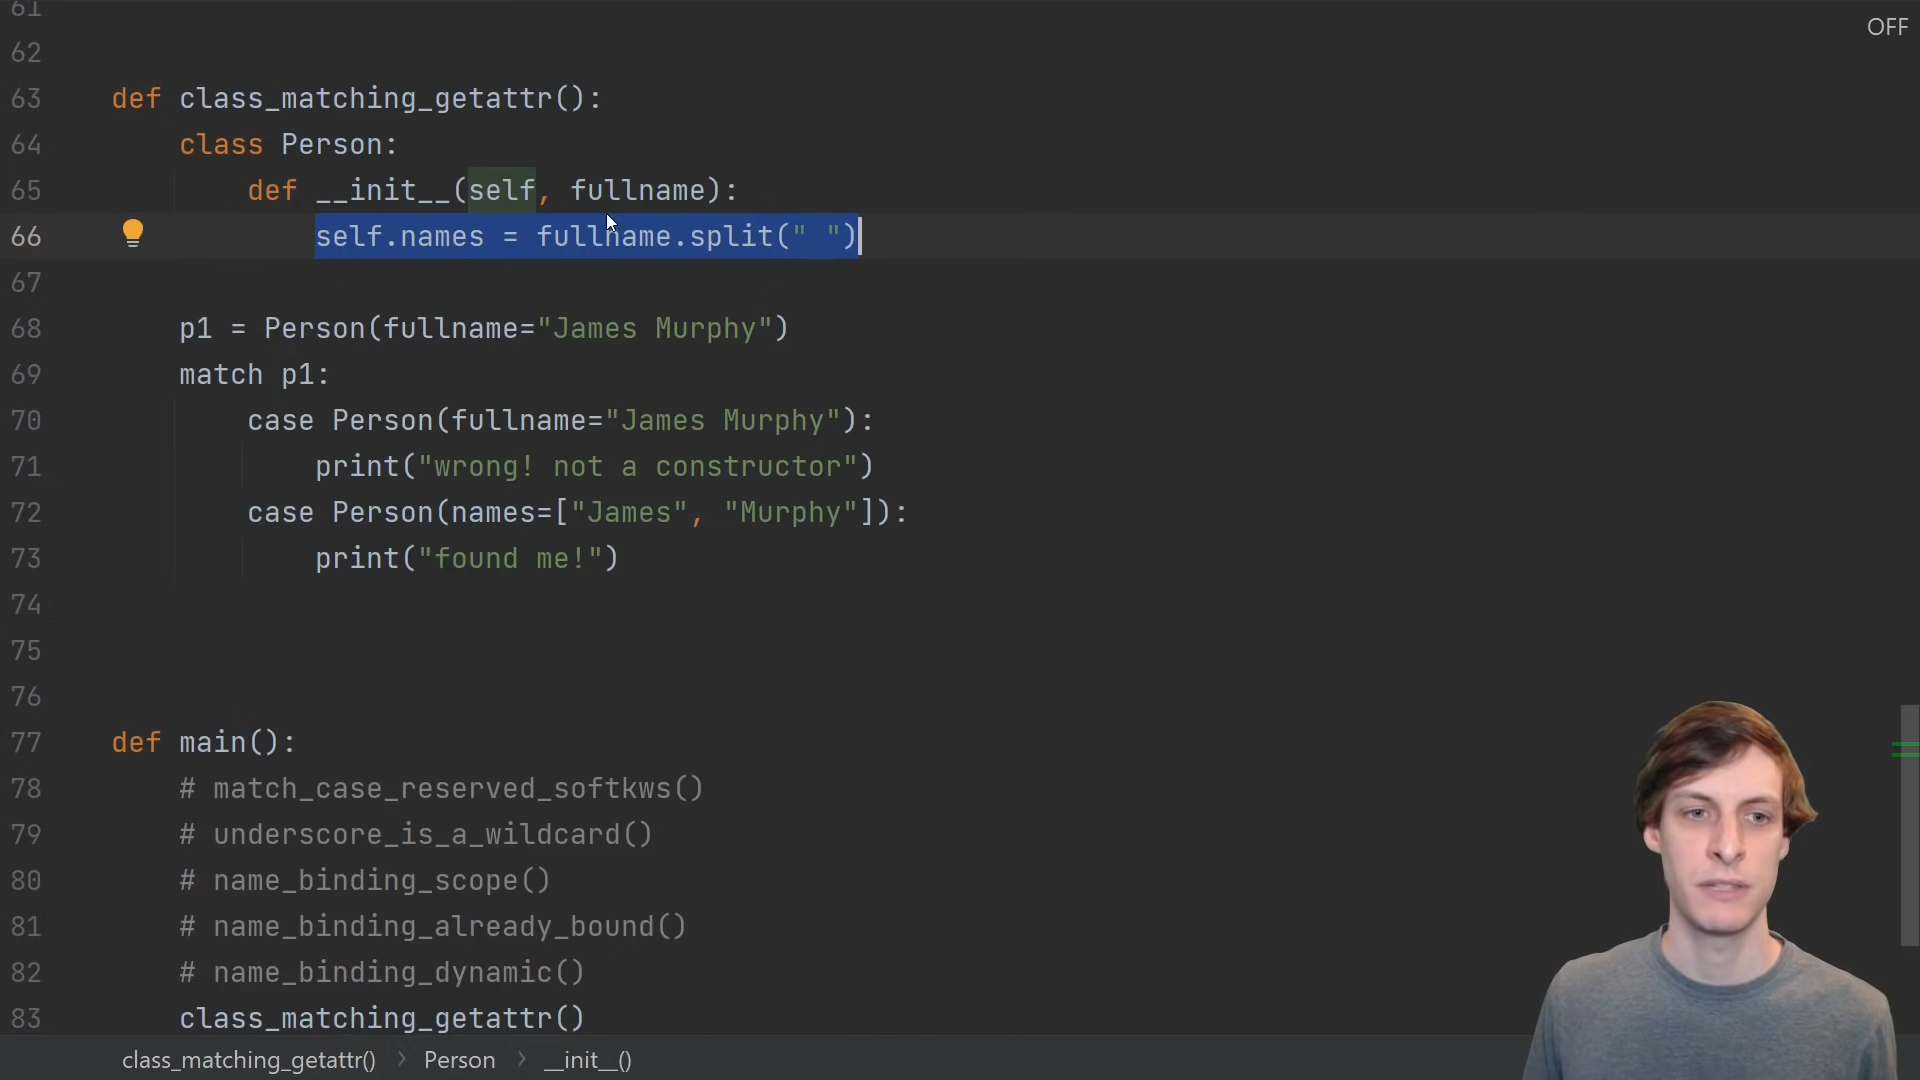 61
OFF
62
63 def class_matching_getattr():
64 class Person:
65 def __init__(self, fullname):
66 self.names = fullname.split(" ")
67
68 p1 = Person(fullname="James Murphy")
69 match p1:
70 case Person(fullname="James Murphy"):
71 print("wrong! not a constructor")
72 case Person(names=["James", "Murphy"]):
73 print("found me!")
74
75
76
77 def main():
78 # match_case_reserved_softkws()
79 # underscore_is_a_wildcard()
80 # name_binding_scope()
81 # name_binding_already_bound()
82 # name_binding_dynamic()
83 class_matching_getattr()
class_matching_getattr() > Person > __init__()